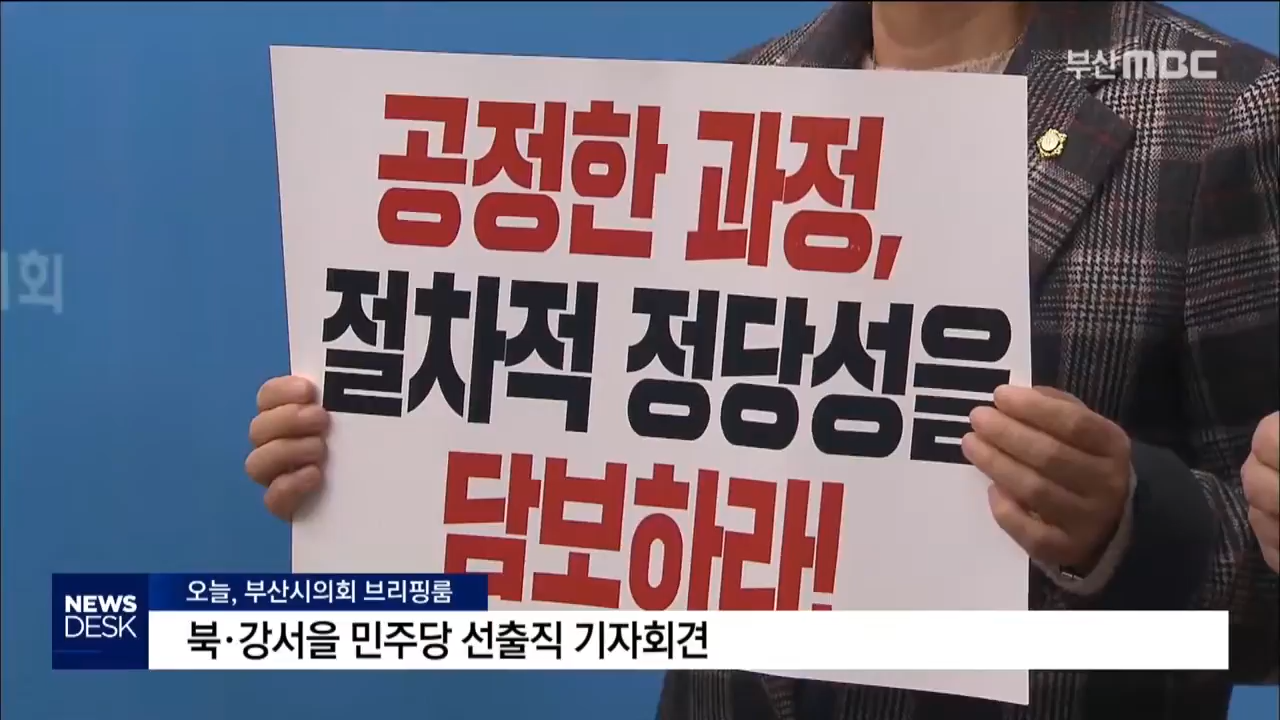 부산MBC
공정한 과정,
절차적 정당성을
담보하라!
회
NEWS DESK
오늘, 부산시의회 브리핑룸
북·강서을 민주당 선출직 기자회견